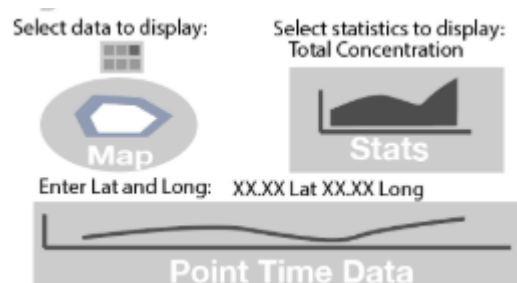 Select data to display:
Select statistics to display:
Total Concentration
Map
Stats
Enter Lat and Long: XX.XX Lat XX.XX Long
Point Time Data